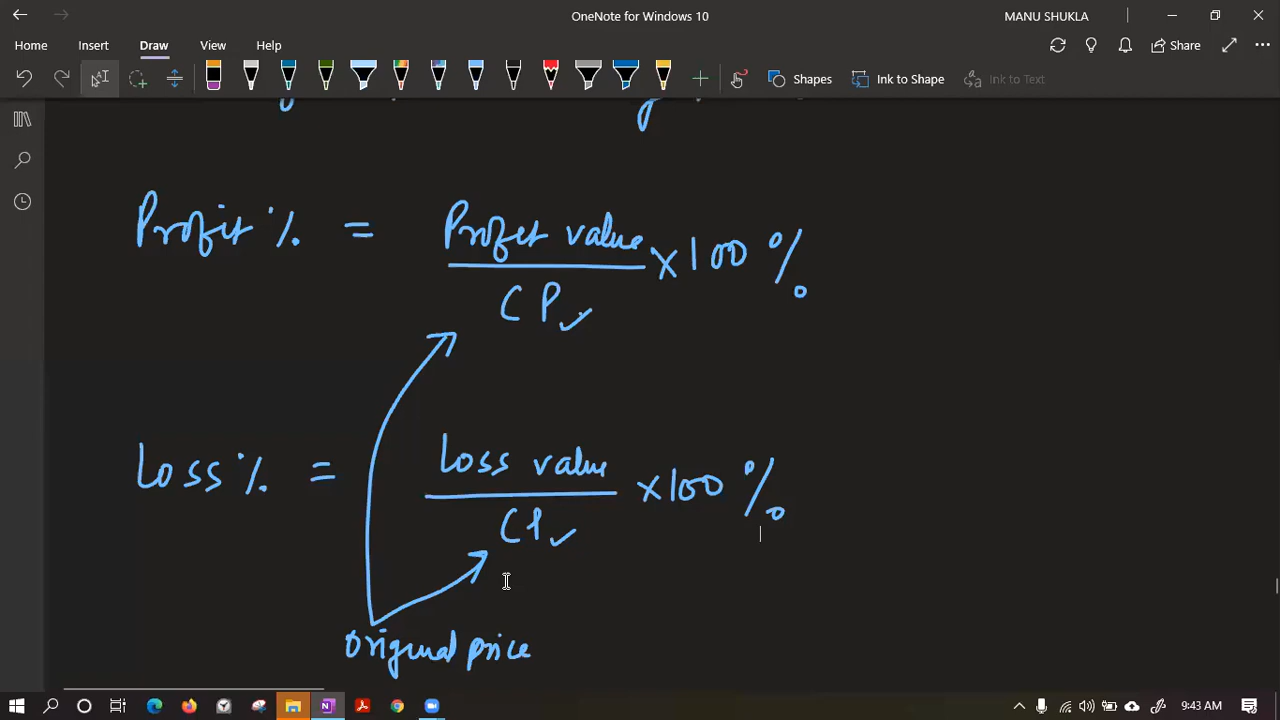 OneNote for Windows 10
MANU SHUKLA
Home Insert Draw View Help
Share
Shapes Ink to Shape Ink to Text
Profit % = Profet value / CP × 100 %
Loss % = Loss value / CP × 100 %
Original price
9:43 AM